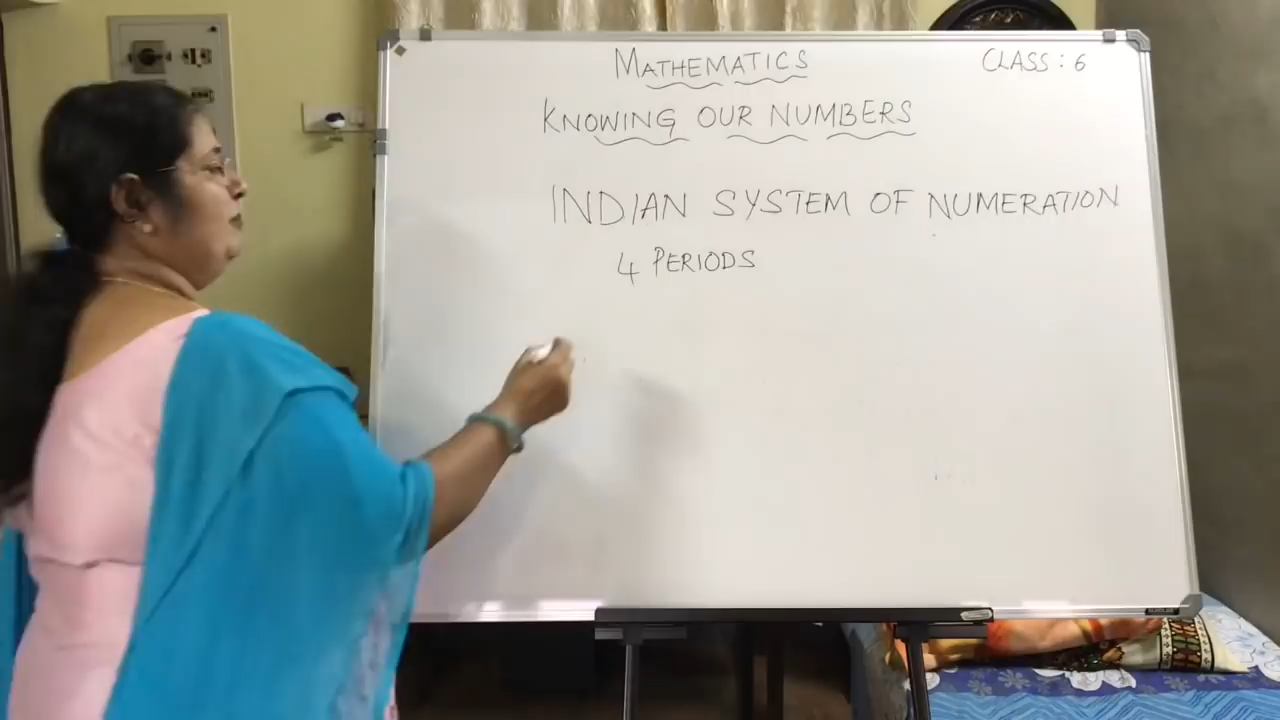 MATHEMATICS CLASS : 6
KNOWING OUR NUMBERS
INDIAN SYSTEM OF NUMERATION
4 PERIODS